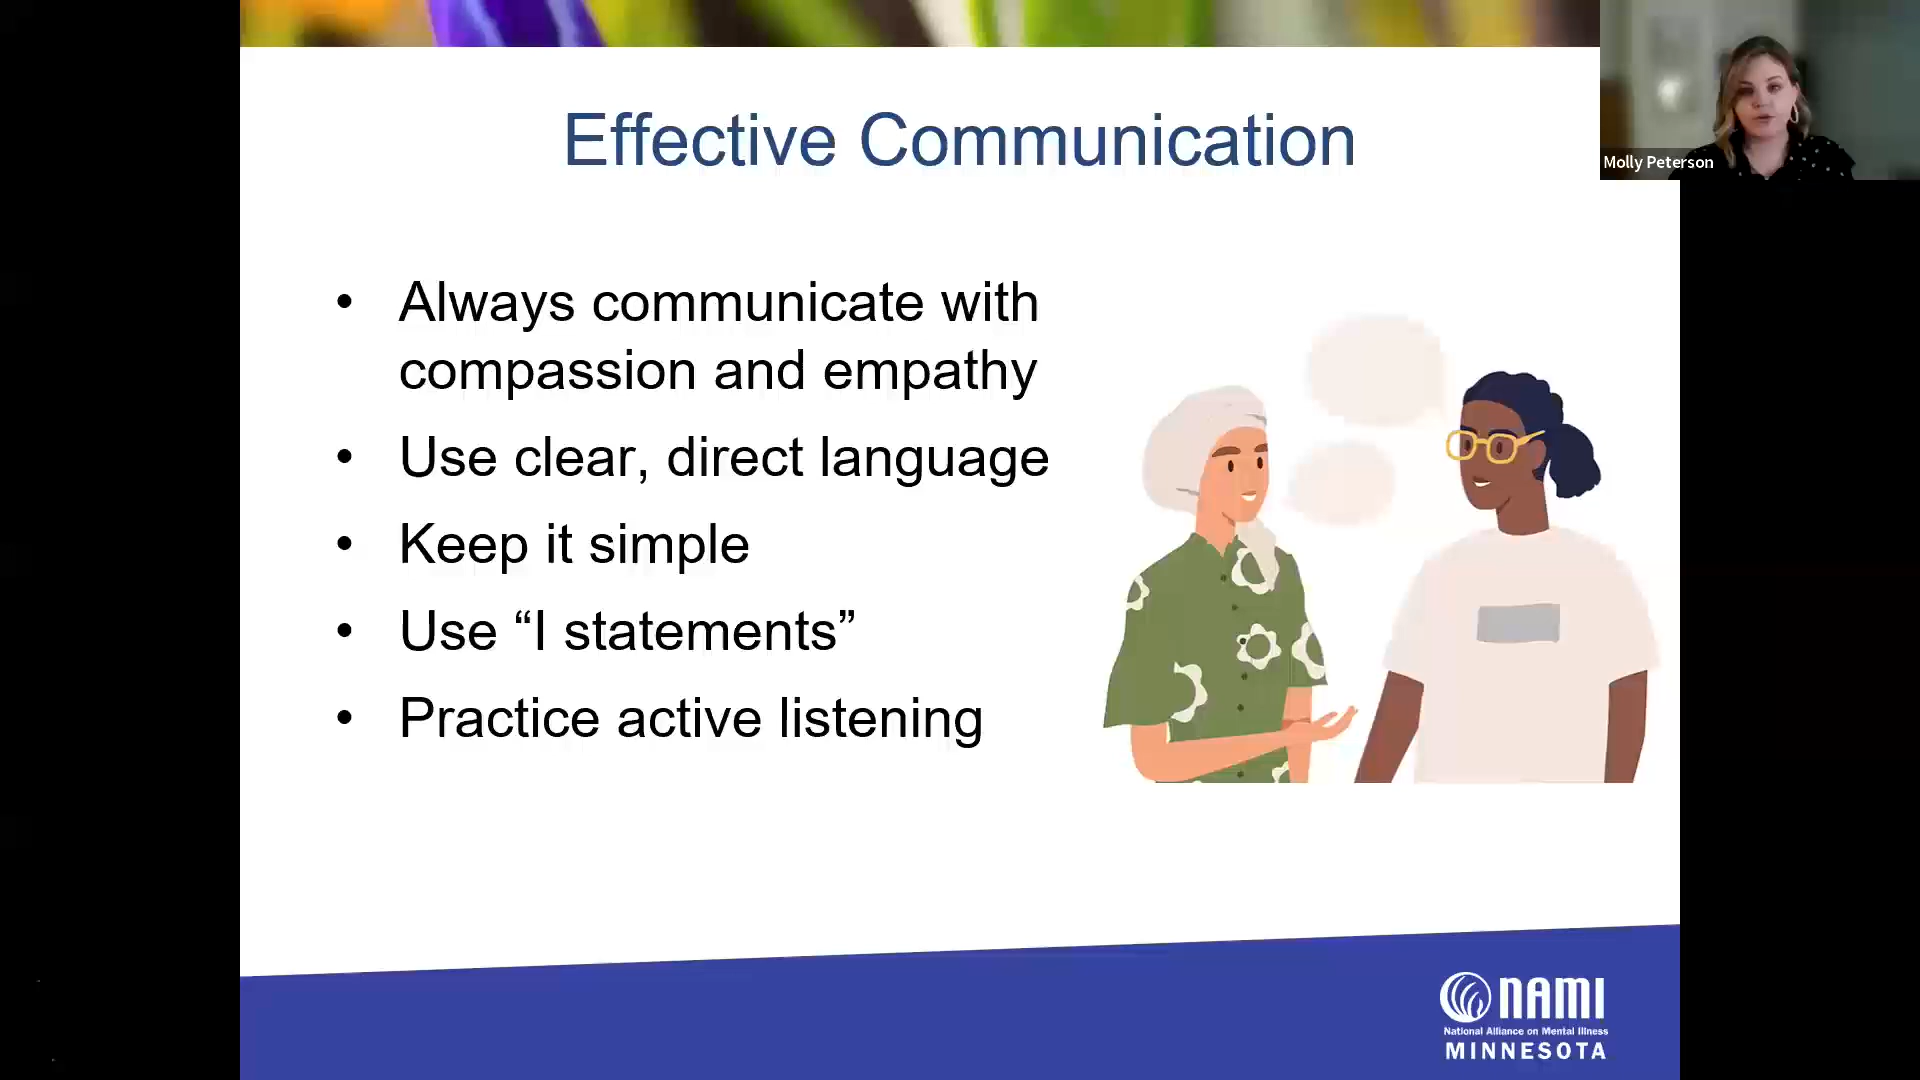 Effective Communication
Molly Peterson
• Always communicate with
compassion and empathy
• Use clear, direct language
• Keep it simple
• Use “I statements”
• Practice active listening
NAMI
National Alliance on Mental Illness
MINNESOTA